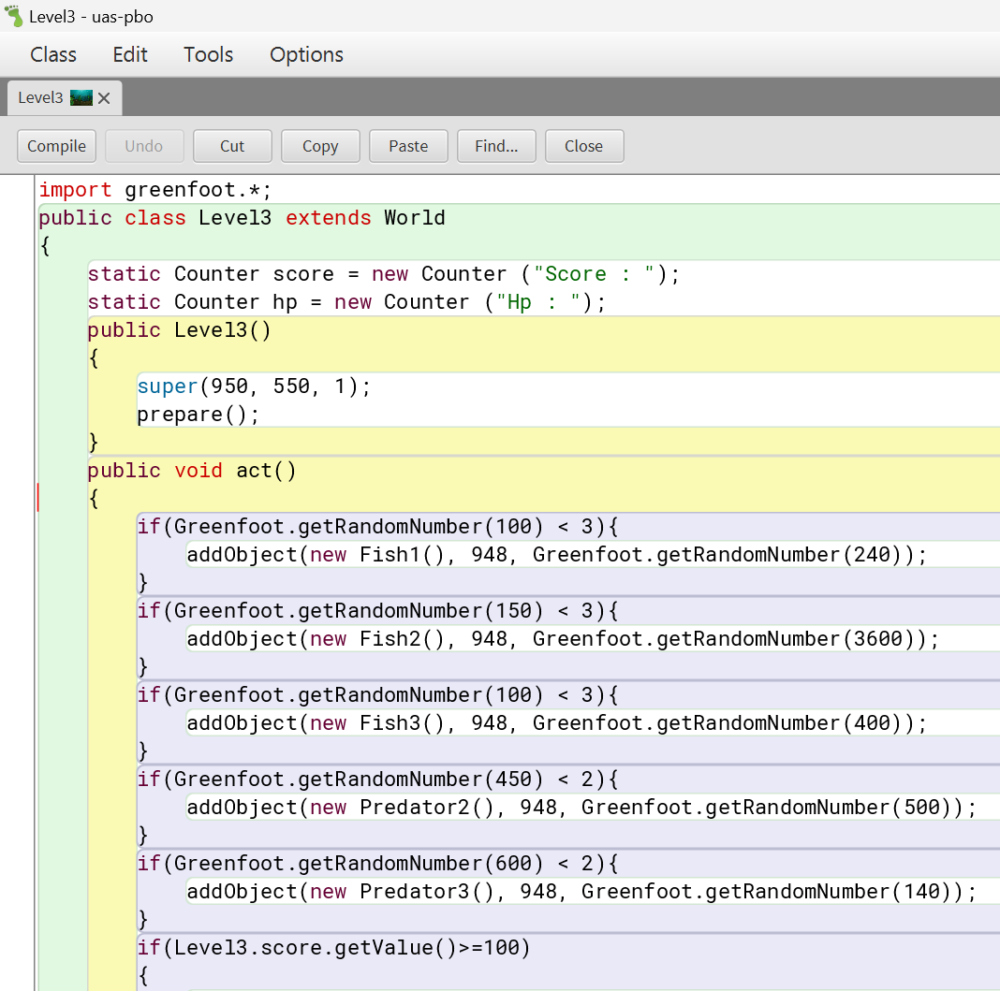 Level3 - uas-pbo
Class Edit Tools Options
Level3
Compile Undo Cut Copy Paste Find... Close
import greenfoot.*;
public class Level3 extends World
{
static Counter score = new Counter ("Score : ");
static Counter hp = new Counter ("Hp : ");
public Level3()
{
super(950, 550, 1);
prepare();
}
public void act()
{
if(Greenfoot.getRandomNumber(100) < 3){
addObject(new Fish1(), 948, Greenfoot.getRandomNumber(240));
}
if(Greenfoot.getRandomNumber(150) < 3){
addObject(new Fish2(), 948, Greenfoot.getRandomNumber(3600));
}
if(Greenfoot.getRandomNumber(100) < 3){
addObject(new Fish3(), 948, Greenfoot.getRandomNumber(400));
}
if(Greenfoot.getRandomNumber(450) < 2){
addObject(new Predator2(), 948, Greenfoot.getRandomNumber(500));
}
if(Greenfoot.getRandomNumber(600) < 2){
addObject(new Predator3(), 948, Greenfoot.getRandomNumber(140));
}
if(Level3.score.getValue()>=100)
{